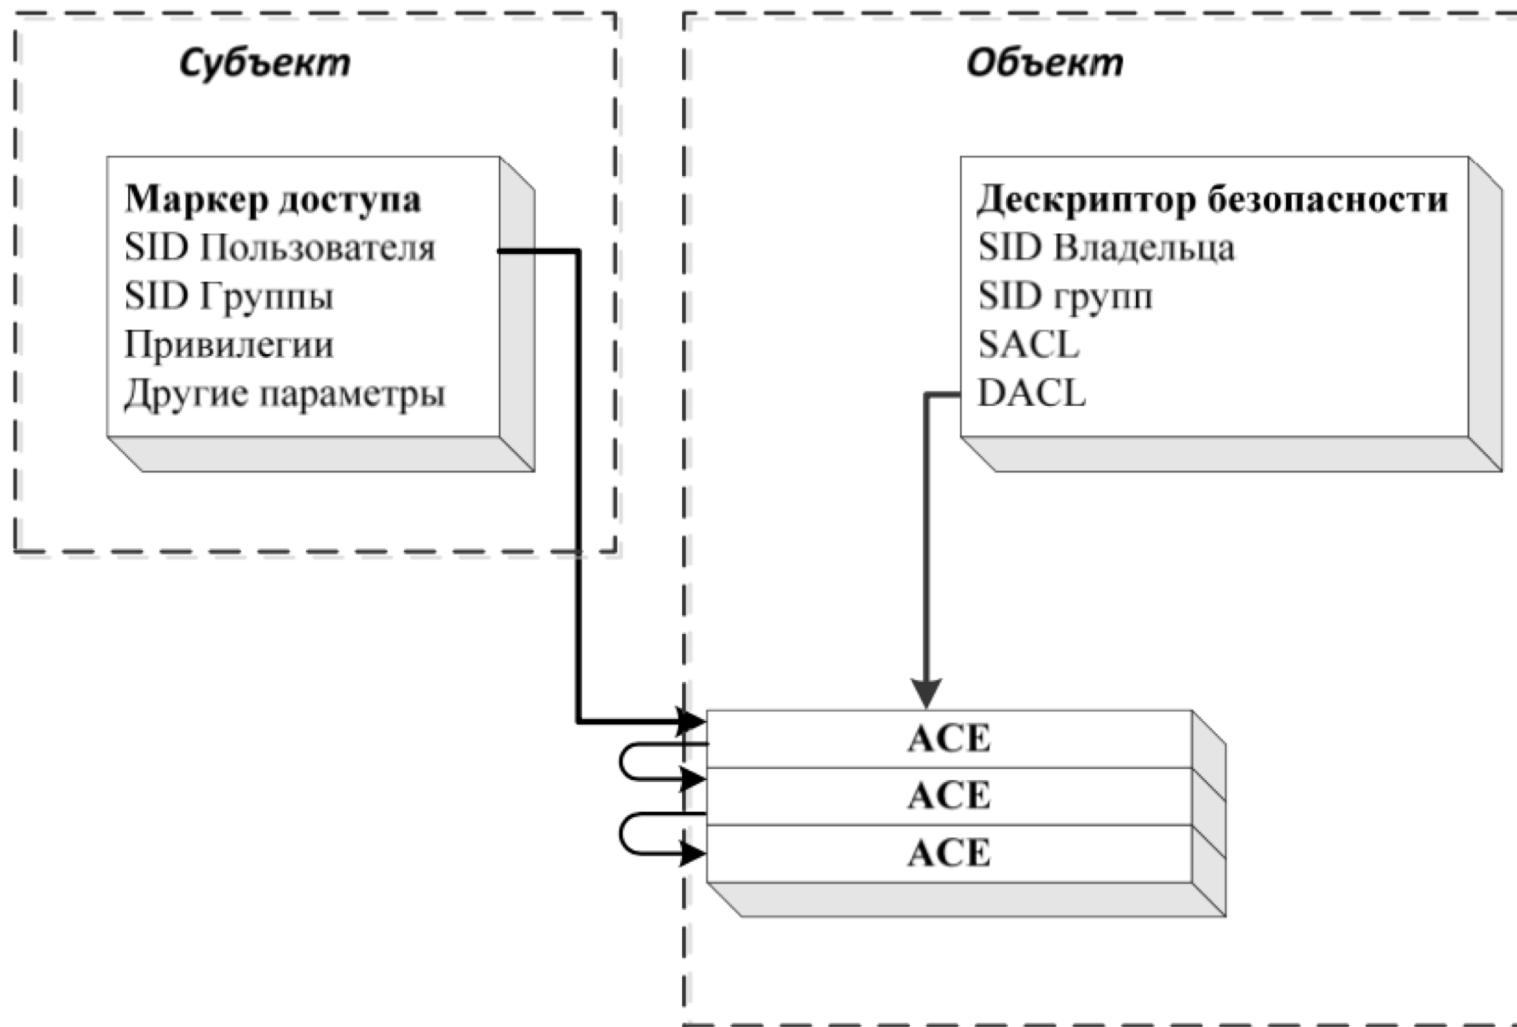 Субъект
Маркер доступа
SID Пользователя
SID Группы
Привилегии
Другие параметры
Объект
Дескриптор безопасности
SID Владельца
SID групп
SACL
DACL
ACE
ACE
ACE